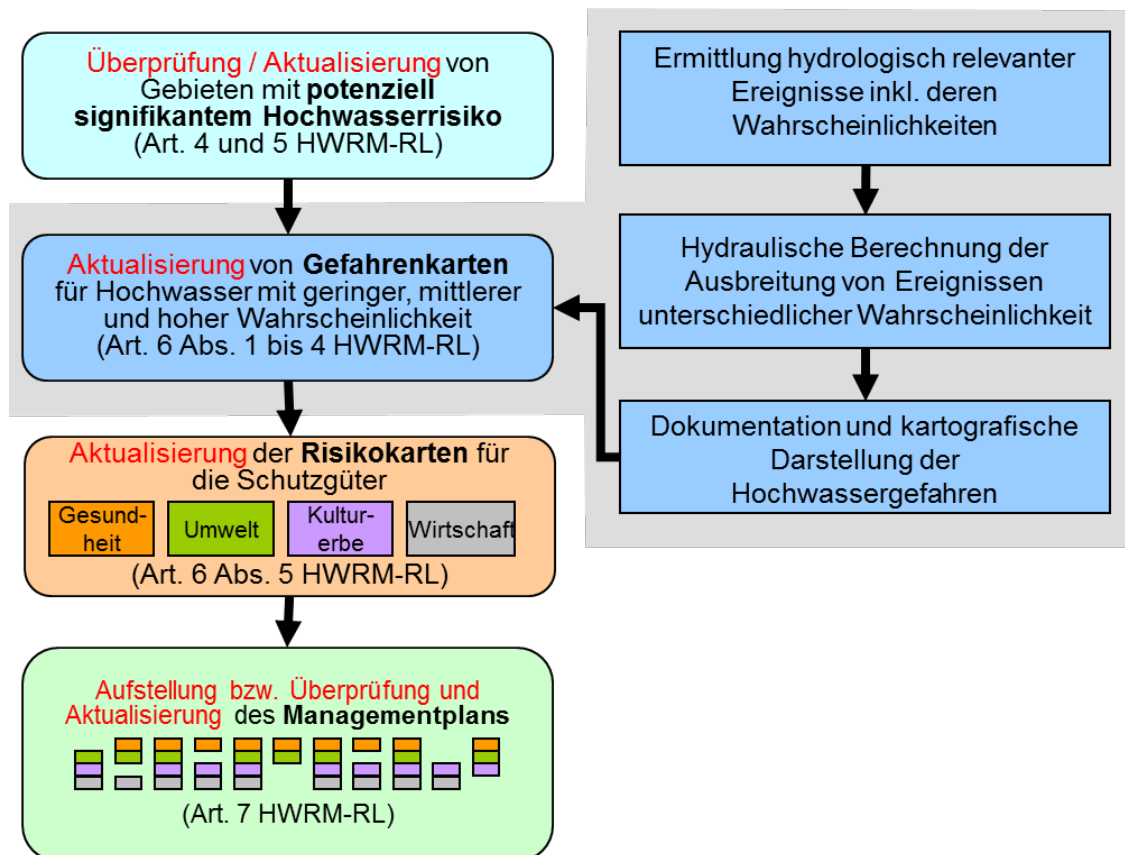 Überprüfung / Aktualisierung von
Gebieten mit potenziell
signifikantem Hochwasserrisiko
(Art. 4 und 5 HWRM-RL)
Aktualisierung von Gefahrenkarten
für Hochwasser mit geringer, mittlerer
und hoher Wahrscheinlichkeit
(Art. 6 Abs. 1 bis 4 HWRM-RL)
Aktualisierung der Risikokarten für
die Schutzgüter
Gesund-
heit
Umwelt
Kultur-
erbe
Wirtschaft
(Art. 6 Abs. 5 HWRM-RL)
Aufstellung bzw. Überprüfung und
Aktualisierung des Managementplans
(Art. 7 HWRM-RL)
Ermittlung hydrologisch relevanter
Ereignisse inkl. deren
Wahrscheinlichkeiten
Hydraulische Berechnung der
Ausbreitung von Ereignissen
unterschiedlicher Wahrscheinlichkeit
Dokumentation und kartografische
Darstellung der
Hochwassergefahren